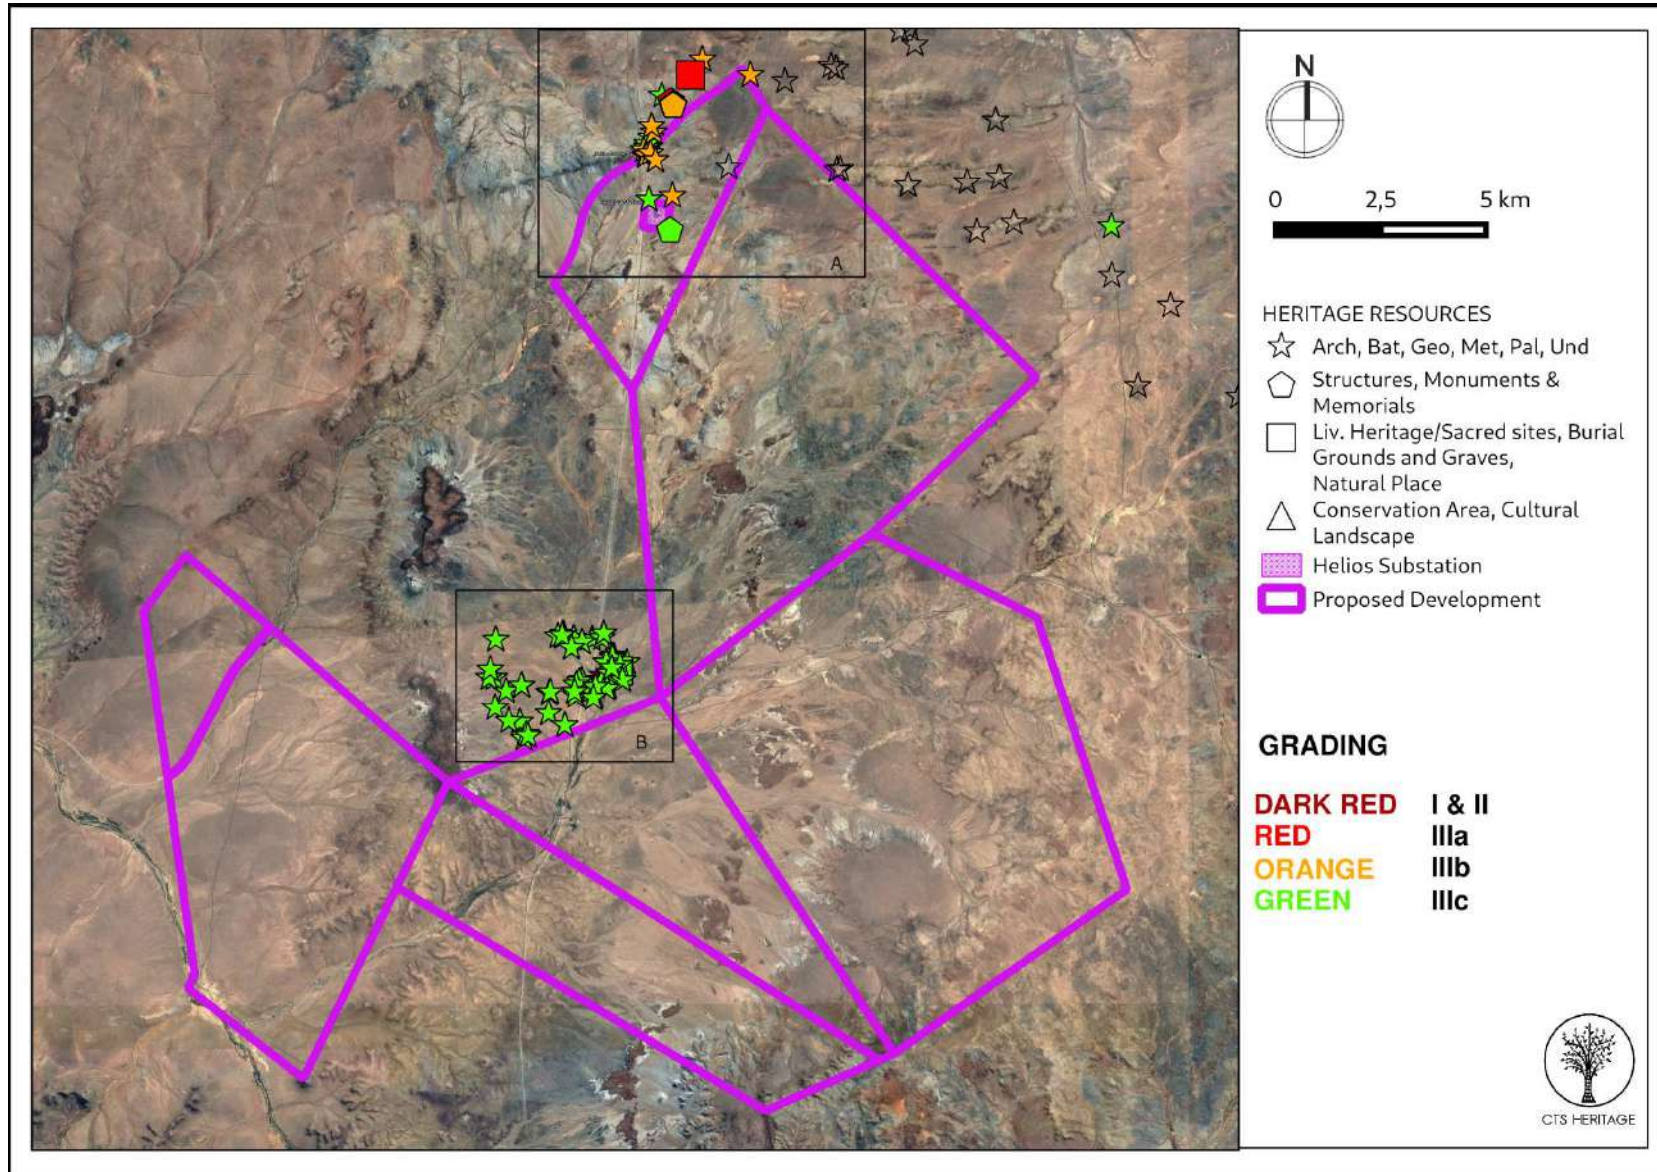 A
B
N
0 2,5 5 km
HERITAGE RESOURCES
Arch, Bat, Geo, Met, Pal, Und
Structures, Monuments &
Memorials
Liv. Heritage/Sacred sites, Burial
Grounds and Graves,
Natural Place
Conservation Area, Cultural
Landscape
Helios Substation
Proposed Development
GRADING
DARK RED I & II
RED IIIa
ORANGE IIIb
GREEN IIIc
CTS HERITAGE